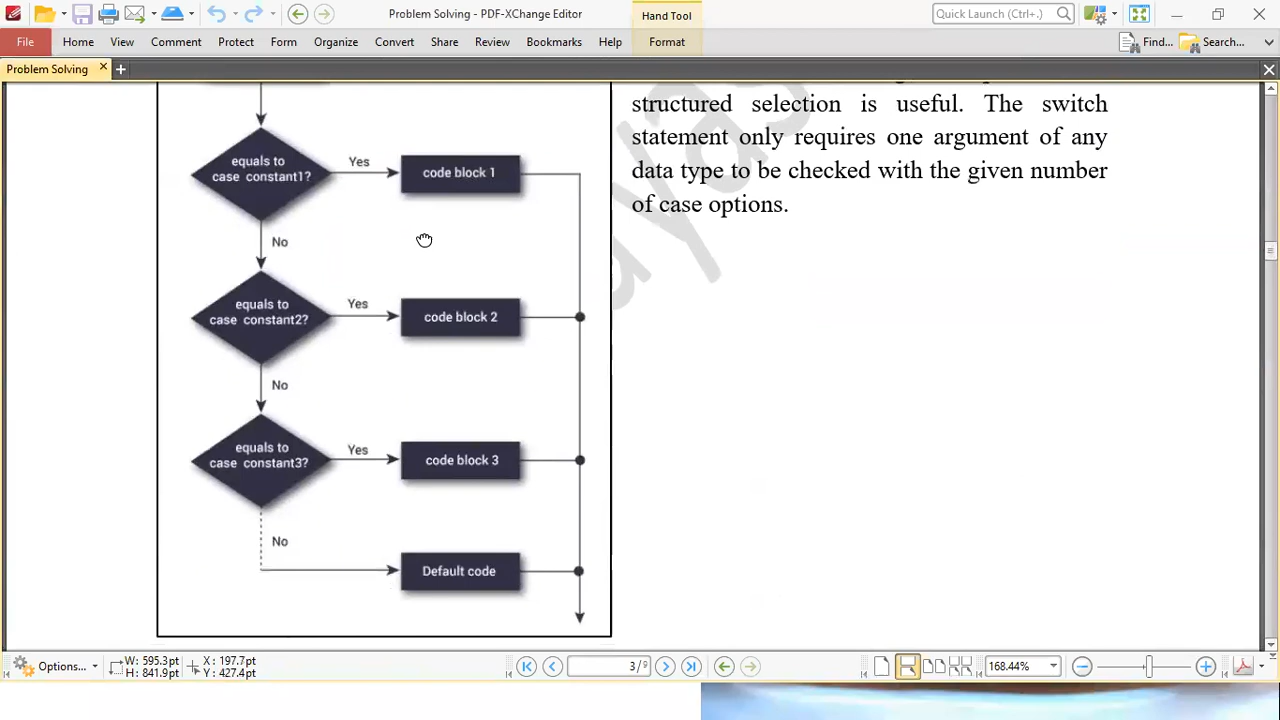 Problem Solving - PDF-XChange Editor
Hand Tool
Quick Launch (Ctrl+.)
File Home View Comment Protect Form Organize Convert Share Review Bookmarks Help Format
Find... Search...
Problem Solving
structured selection is useful. The switch
statement only requires one argument of any
data type to be checked with the given number
of case options.
equals to
case constant1?
Yes
code block 1
No
equals to
case constant2?
Yes
code block 2
No
equals to
case constant3?
Yes
code block 3
No
Default code
Options...
W: 595.3pt
H: 841.9pt
X: 197.7pt
Y: 427.4pt
3/9
168.44%